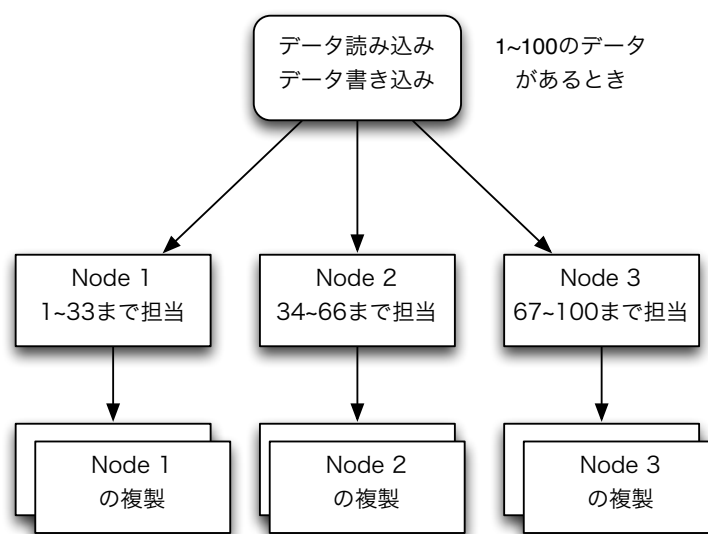 データ読み込み
データ書き込み
1~100のデータ
があるとき
Node 1
1~33まで担当
Node 2
34~66まで担当
Node 3
67~100まで担当
Node 1
の複製
Node 2
の複製
Node 3
の複製